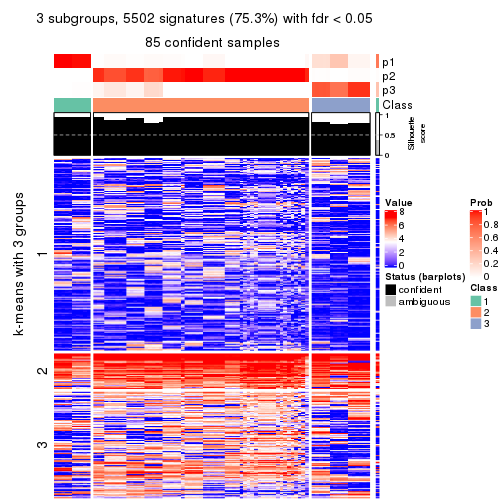 3 subgroups, 5502 signatures (75.3%) with fdr < 0.05
85 confident samples
p1
p2
p3
Class
1
0.5
0
Silhouette
score
k-means with 3 groups
1
2
3
Value
8
6
4
2
0
Status (barplots)
confident
ambiguous
Prob
1
0.8
0.6
0.4
0.2
0
Class
1
2
3